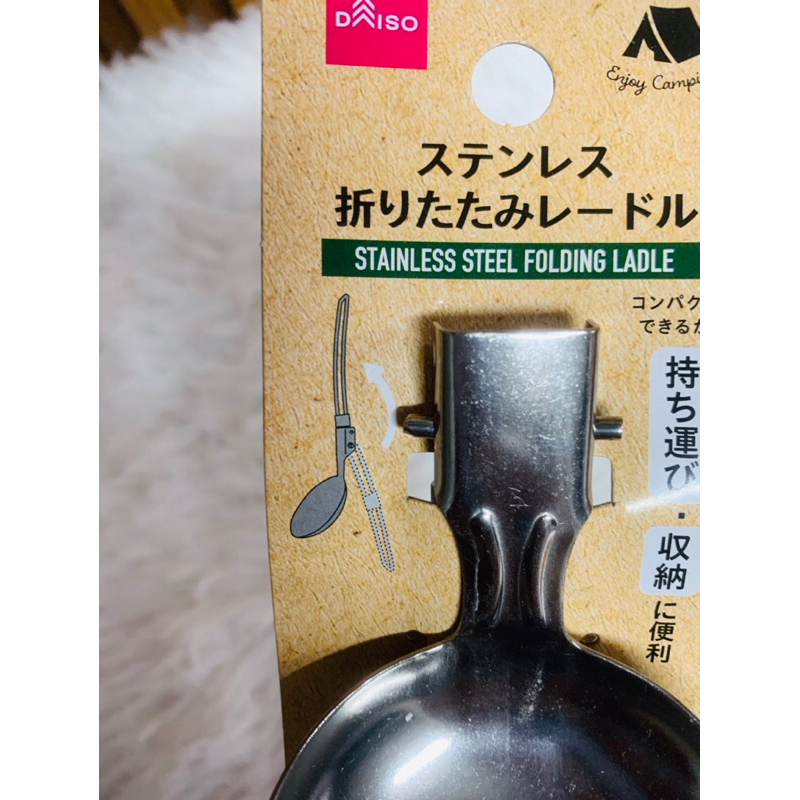 DAISO
Enjoy Campi
ステンレス
折りたたみレードル
STAINLESS STEEL FOLDING LADLE
コンパク
できるか
持ち運び・
収納に便利